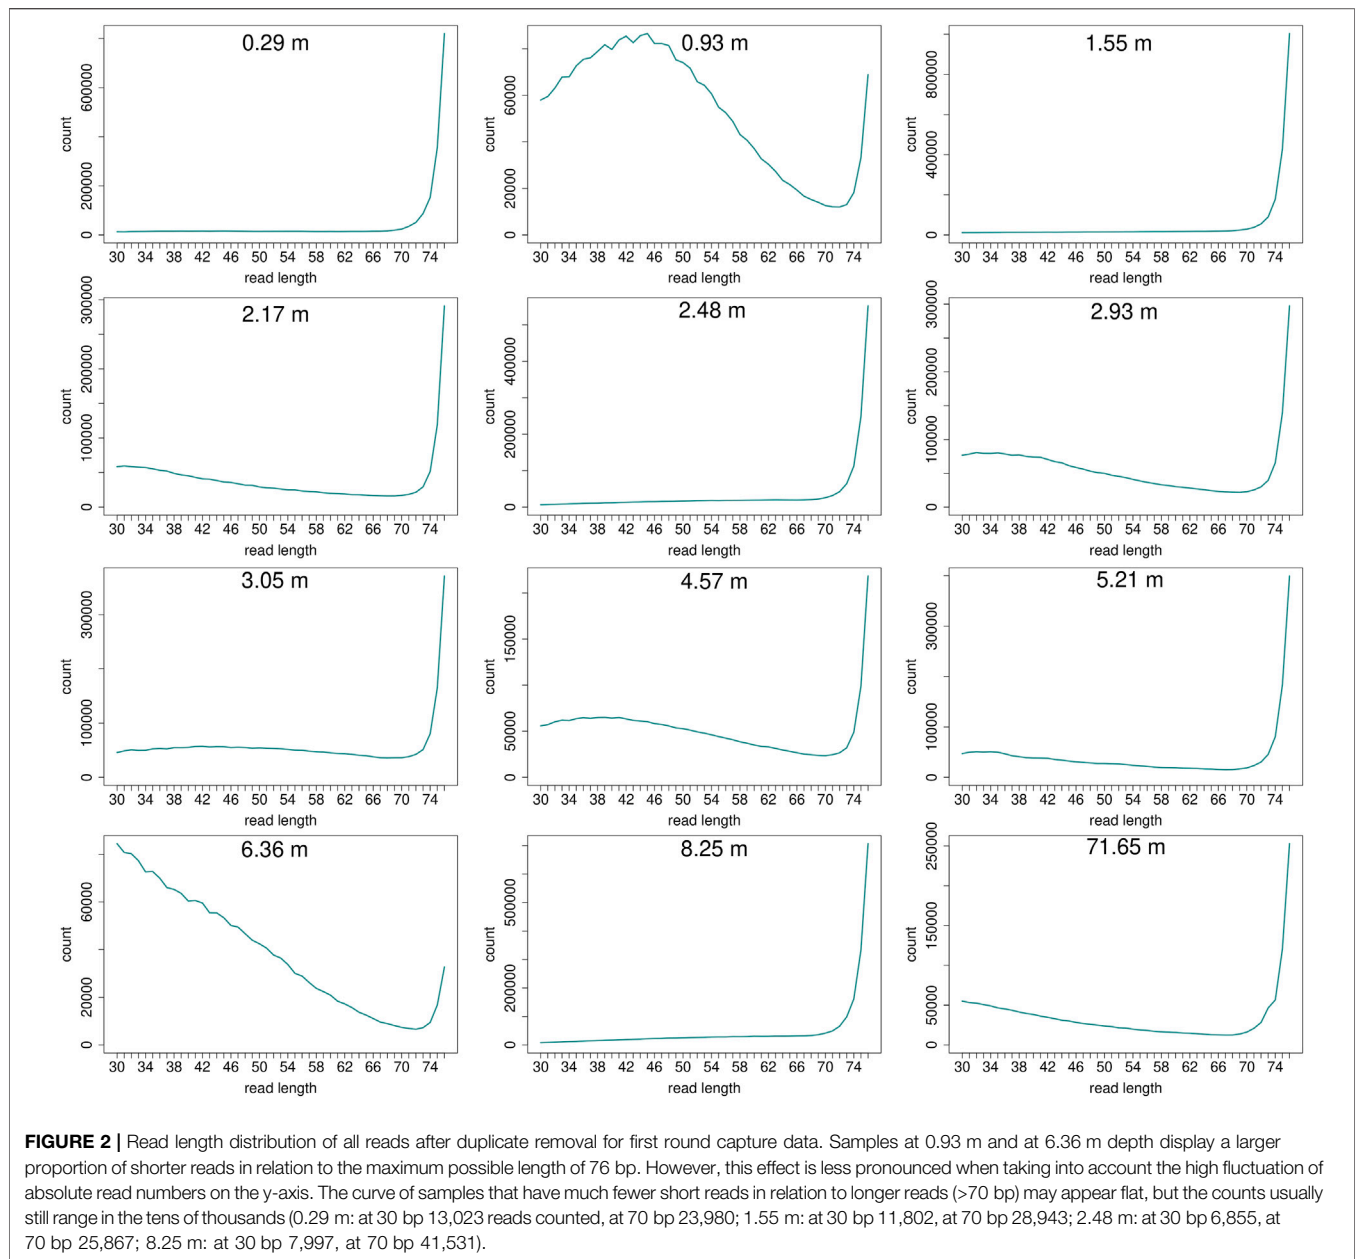 0.29 m
count
0
200000
600000
30 34 38 42 46 50 54 58 62 66 70 74
read length
0.93 m
count
0
20000
60000
30 34 38 42 46 50 54 58 62 66 70 74
read length
1.55 m
count
0
400000
800000
30 34 38 42 46 50 54 58 62 66 70 74
read length
2.17 m
count
0
100000
200000
300000
30 34 38 42 46 50 54 58 62 66 70 74
read length
2.48 m
count
0
200000
400000
30 34 38 42 46 50 54 58 62 66 70 74
read length
2.93 m
count
0
100000
200000
300000
30 34 38 42 46 50 54 58 62 66 70 74
read length
3.05 m
count
0
100000
300000
30 34 38 42 46 50 54 58 62 66 70 74
read length
4.57 m
count
0
50000
150000
30 34 38 42 46 50 54 58 62 66 70 74
read length
5.21 m
count
0
100000
300000
30 34 38 42 46 50 54 58 62 66 70 74
read length
6.36 m
count
0
20000
60000
30 34 38 42 46 50 54 58 62 66 70 74
read length
8.25 m
count
0
200000
500000
30 34 38 42 46 50 54 58 62 66 70 74
read length
71.65 m
count
0
50000
150000
250000
30 34 38 42 46 50 54 58 62 66 70 74
read length
FIGURE 2 | Read length distribution of all reads after duplicate removal for first round capture data. Samples at 0.93 m and at 6.36 m depth display a larger
proportion of shorter reads in relation to the maximum possible length of 76 bp. However, this effect is less pronounced when taking into account the high fluctuation of
absolute read numbers on the y-axis. The curve of samples that have much fewer short reads in relation to longer reads (>70 bp) may appear flat, but the counts usually
still range in the tens of thousands (0.29 m: at 30 bp 13,023 reads counted, at 70 bp 23,980; 1.55 m: at 30 bp 11,802, at 70 bp 28,943; 2.48 m: at 30 bp 6,855, at
70 bp 25,867; 8.25 m: at 30 bp 7,997, at 70 bp 41,531).